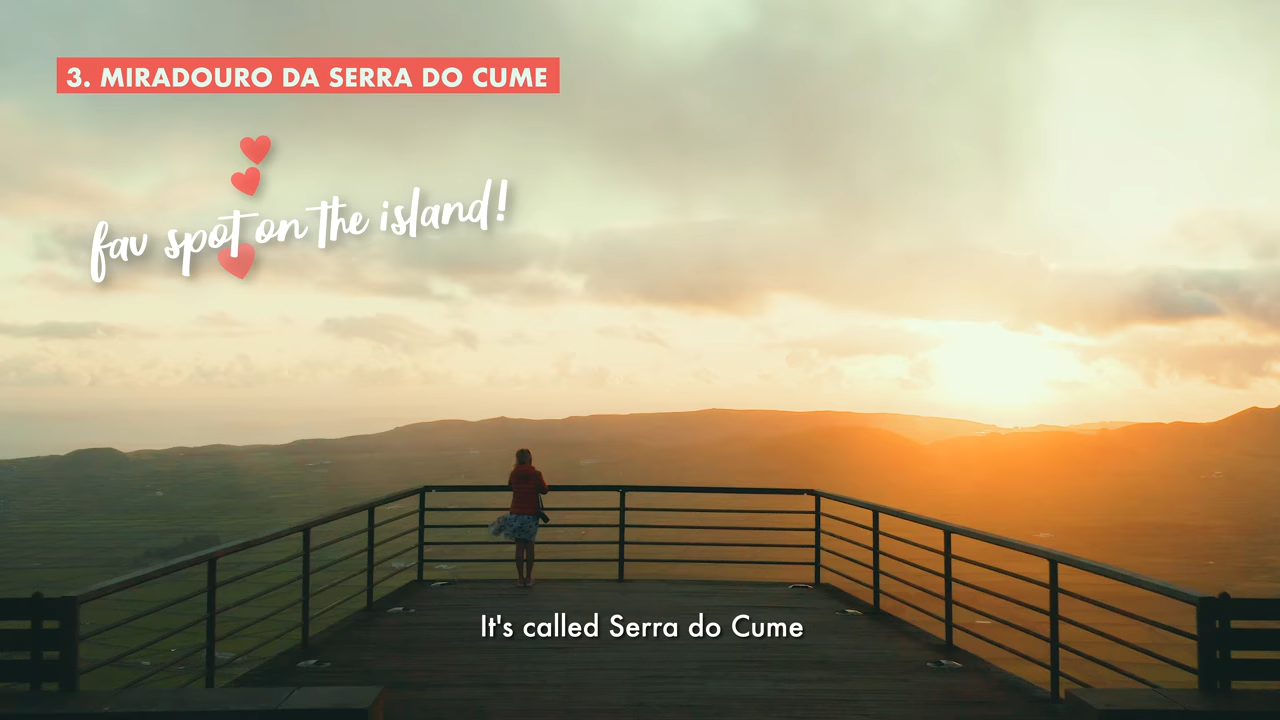 3. MIRADOURO DA SERRA DO CUME
fav spot on the island!
It's called Serra do Cume